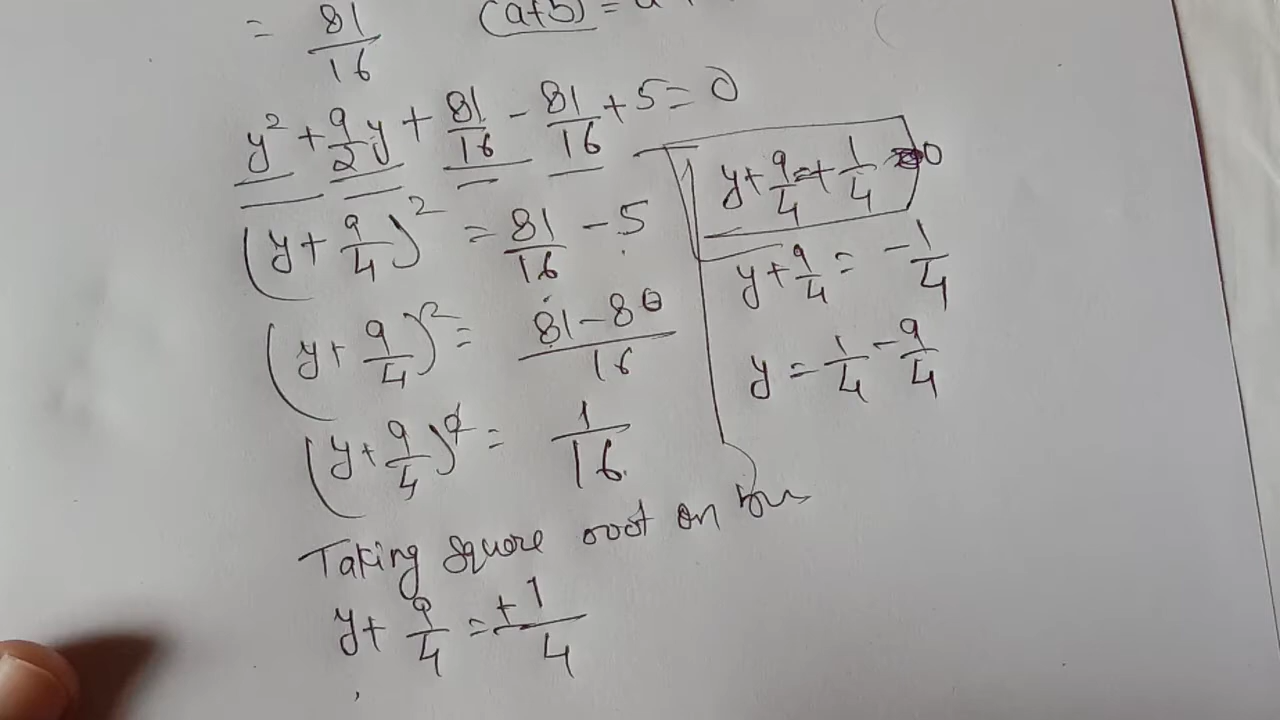 = 81/16
(a+b) = a
y² + 9/2 y + 81/16 - 81/16 + 5 = 0
(y + 9/4)² = 81/16 - 5
(y + 9/4)² = 81-80/16
(y + 9/4)² = 1/16
Taking square root on
y + 9/4 = ±1/4
y + 9/4 = + 1/4 0
y + 9/4 = -1/4
y = 1/4 - 9/4